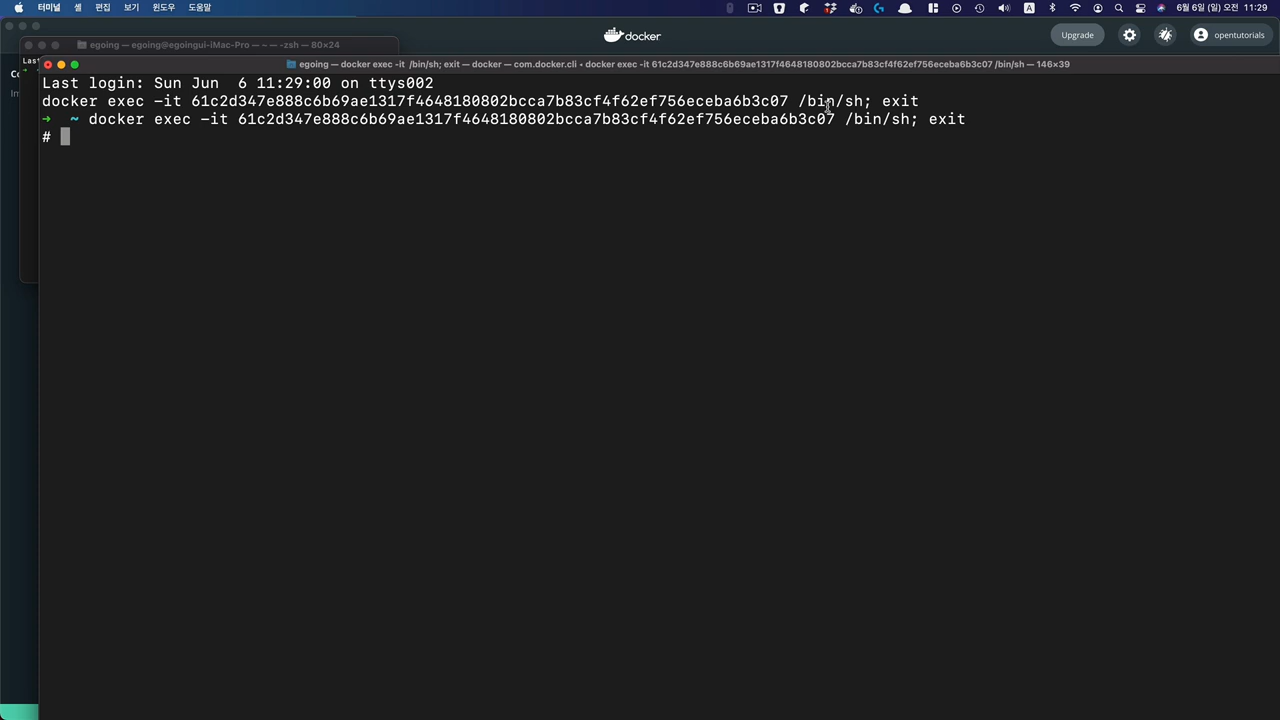 터미널 셸 편집 보기 윈도우 도움말
6월 6일 (일) 오전 11:29
docker
Upgrade
opentutorials
egoing — egoing@egoingui-iMac-Pro — ~ — -zsh — 80×24
Last
Co
Im
egoing — docker exec -it /bin/sh; exit — docker — com.docker.cli • docker exec -it 61c2d347e888c6b69ae1317f4648180802bcca7b83cf4f62ef756eceba6b3c07 /bin/sh — 146×39
Last login: Sun Jun  6 11:29:00 on ttys002
docker exec -it 61c2d347e888c6b69ae1317f4648180802bcca7b83cf4f62ef756eceba6b3c07 /bin/sh; exit
➜  ~ docker exec -it 61c2d347e888c6b69ae1317f4648180802bcca7b83cf4f62ef756eceba6b3c07 /bin/sh; exit
#